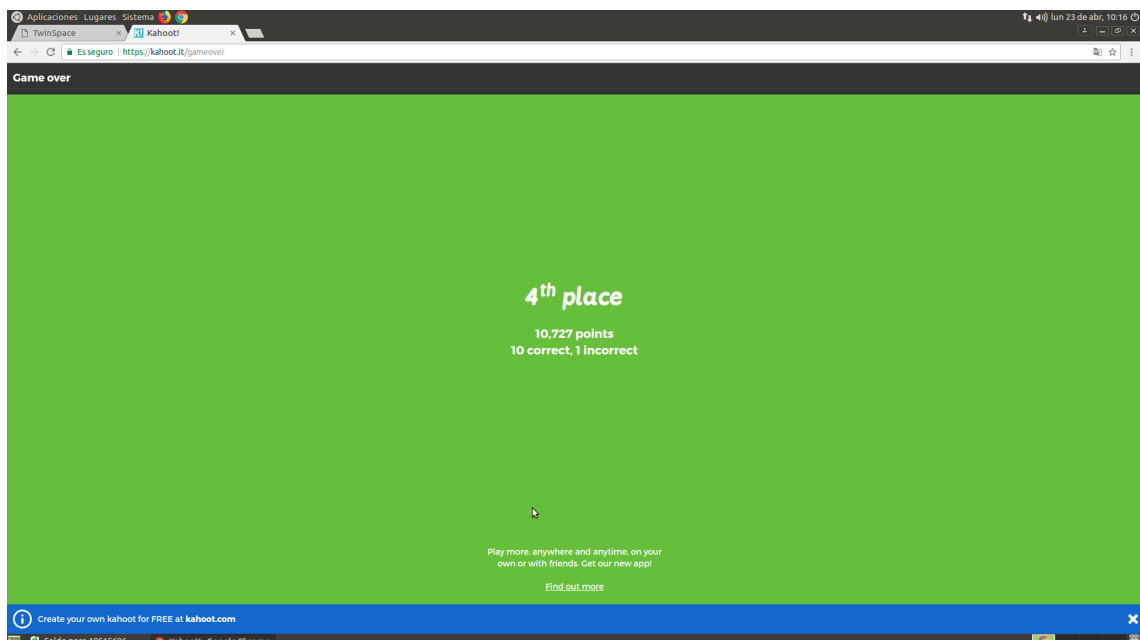 Aplicaciones Lugares Sistema
lun 23 de abr, 10:16
TwinSpace
Kahoot!
Es seguro https://kahoot.it/gameover
Game over
4th place
10,727 points
10 correct, 1 incorrect
Play more, anywhere and anytime, on your
own or with friends. Get our new app!
Find out more
Create your own kahoot for FREE at kahoot.com